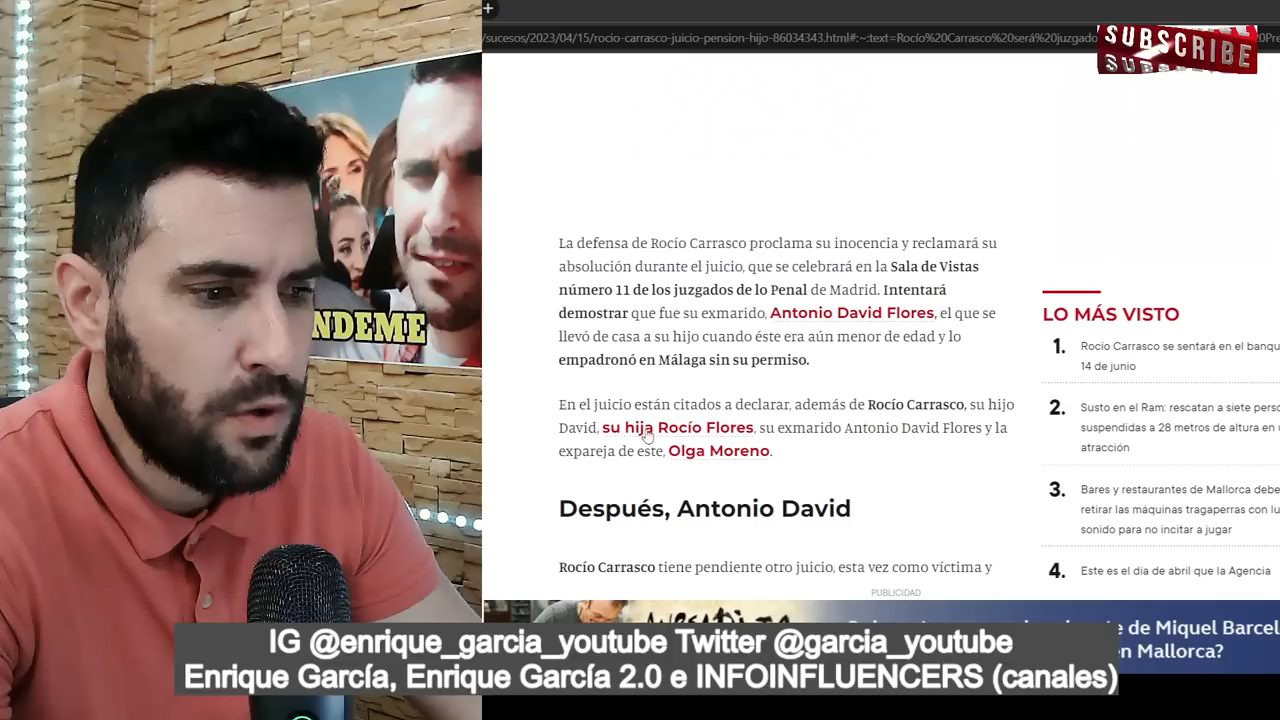 +
/sucesos/2023/04/15/rocio-carrasco-juicio-pension-hijo-86034343.html#:~:text=Rocío%20Carrasco%20será%20juzgado
SUBSCRIBE
NDEME
La defensa de Rocío Carrasco proclama su inocencia y reclamará su
absolución durante el juicio, que se celebrará en la Sala de Vistas
número 11 de los juzgados de lo Penal de Madrid. Intentará
demostrar que fue su exmarido, Antonio David Flores, el que se
llevó de casa a su hijo cuando éste era aún menor de edad y lo
empadronó en Málaga sin su permiso.
En el juicio están citados a declarar, además de Rocío Carrasco, su hijo
David, su hija Rocío Flores, su exmarido Antonio David Flores y la
expareja de este, Olga Moreno.
Después, Antonio David
Rocío Carrasco tiene pendiente otro juicio, esta vez como víctima y
LO MÁS VISTO
1. Rocío Carrasco se sentará en el banqu
14 de junio
2. Susto en el Ram: rescatan a siete perso
suspendidas a 28 metros de altura en u
atracción
3. Bares y restaurantes de Mallorca debe
retirar las máquinas tragaperras con lu
sonido para no incitar a jugar
4. Este es el día de abril que la Agencia
PUBLICIDAD
e de Miquel Barcel
n Mallorca?
IG @enrique_garcia_youtube Twitter @garcia_youtube
Enrique García, Enrique García 2.0 e INFOINFLUENCERS (canales)